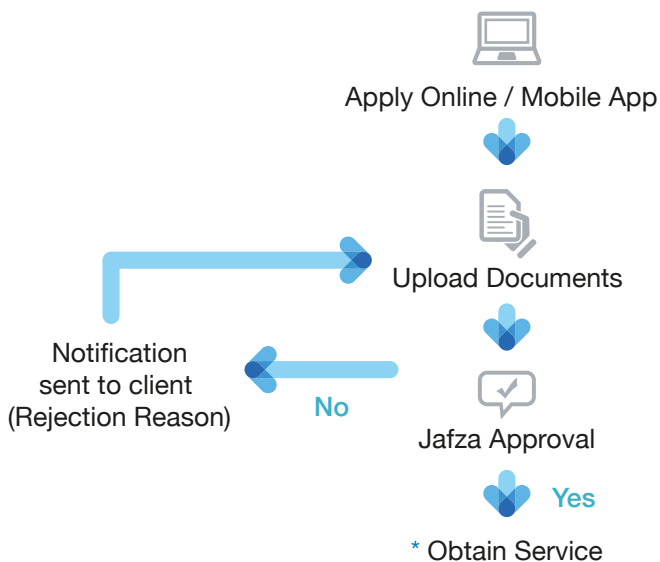 Apply Online / Mobile App
Upload Documents
Notification
sent to client
(Rejection Reason)
No
Jafza Approval
Yes
* Obtain Service